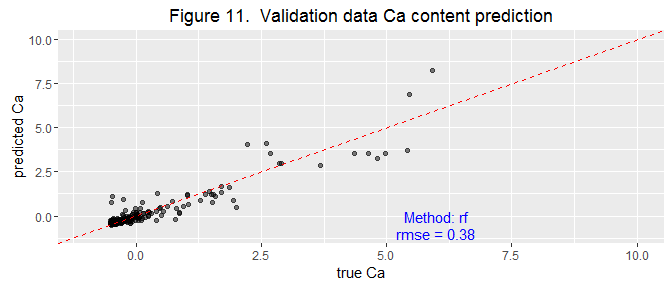 Figure 11.  Validation data Ca content prediction
10.0
7.5
5.0
2.5
0.0
predicted Ca
Method: rf
rmse = 0.38
0.0 2.5 5.0 7.5 10.0
true Ca